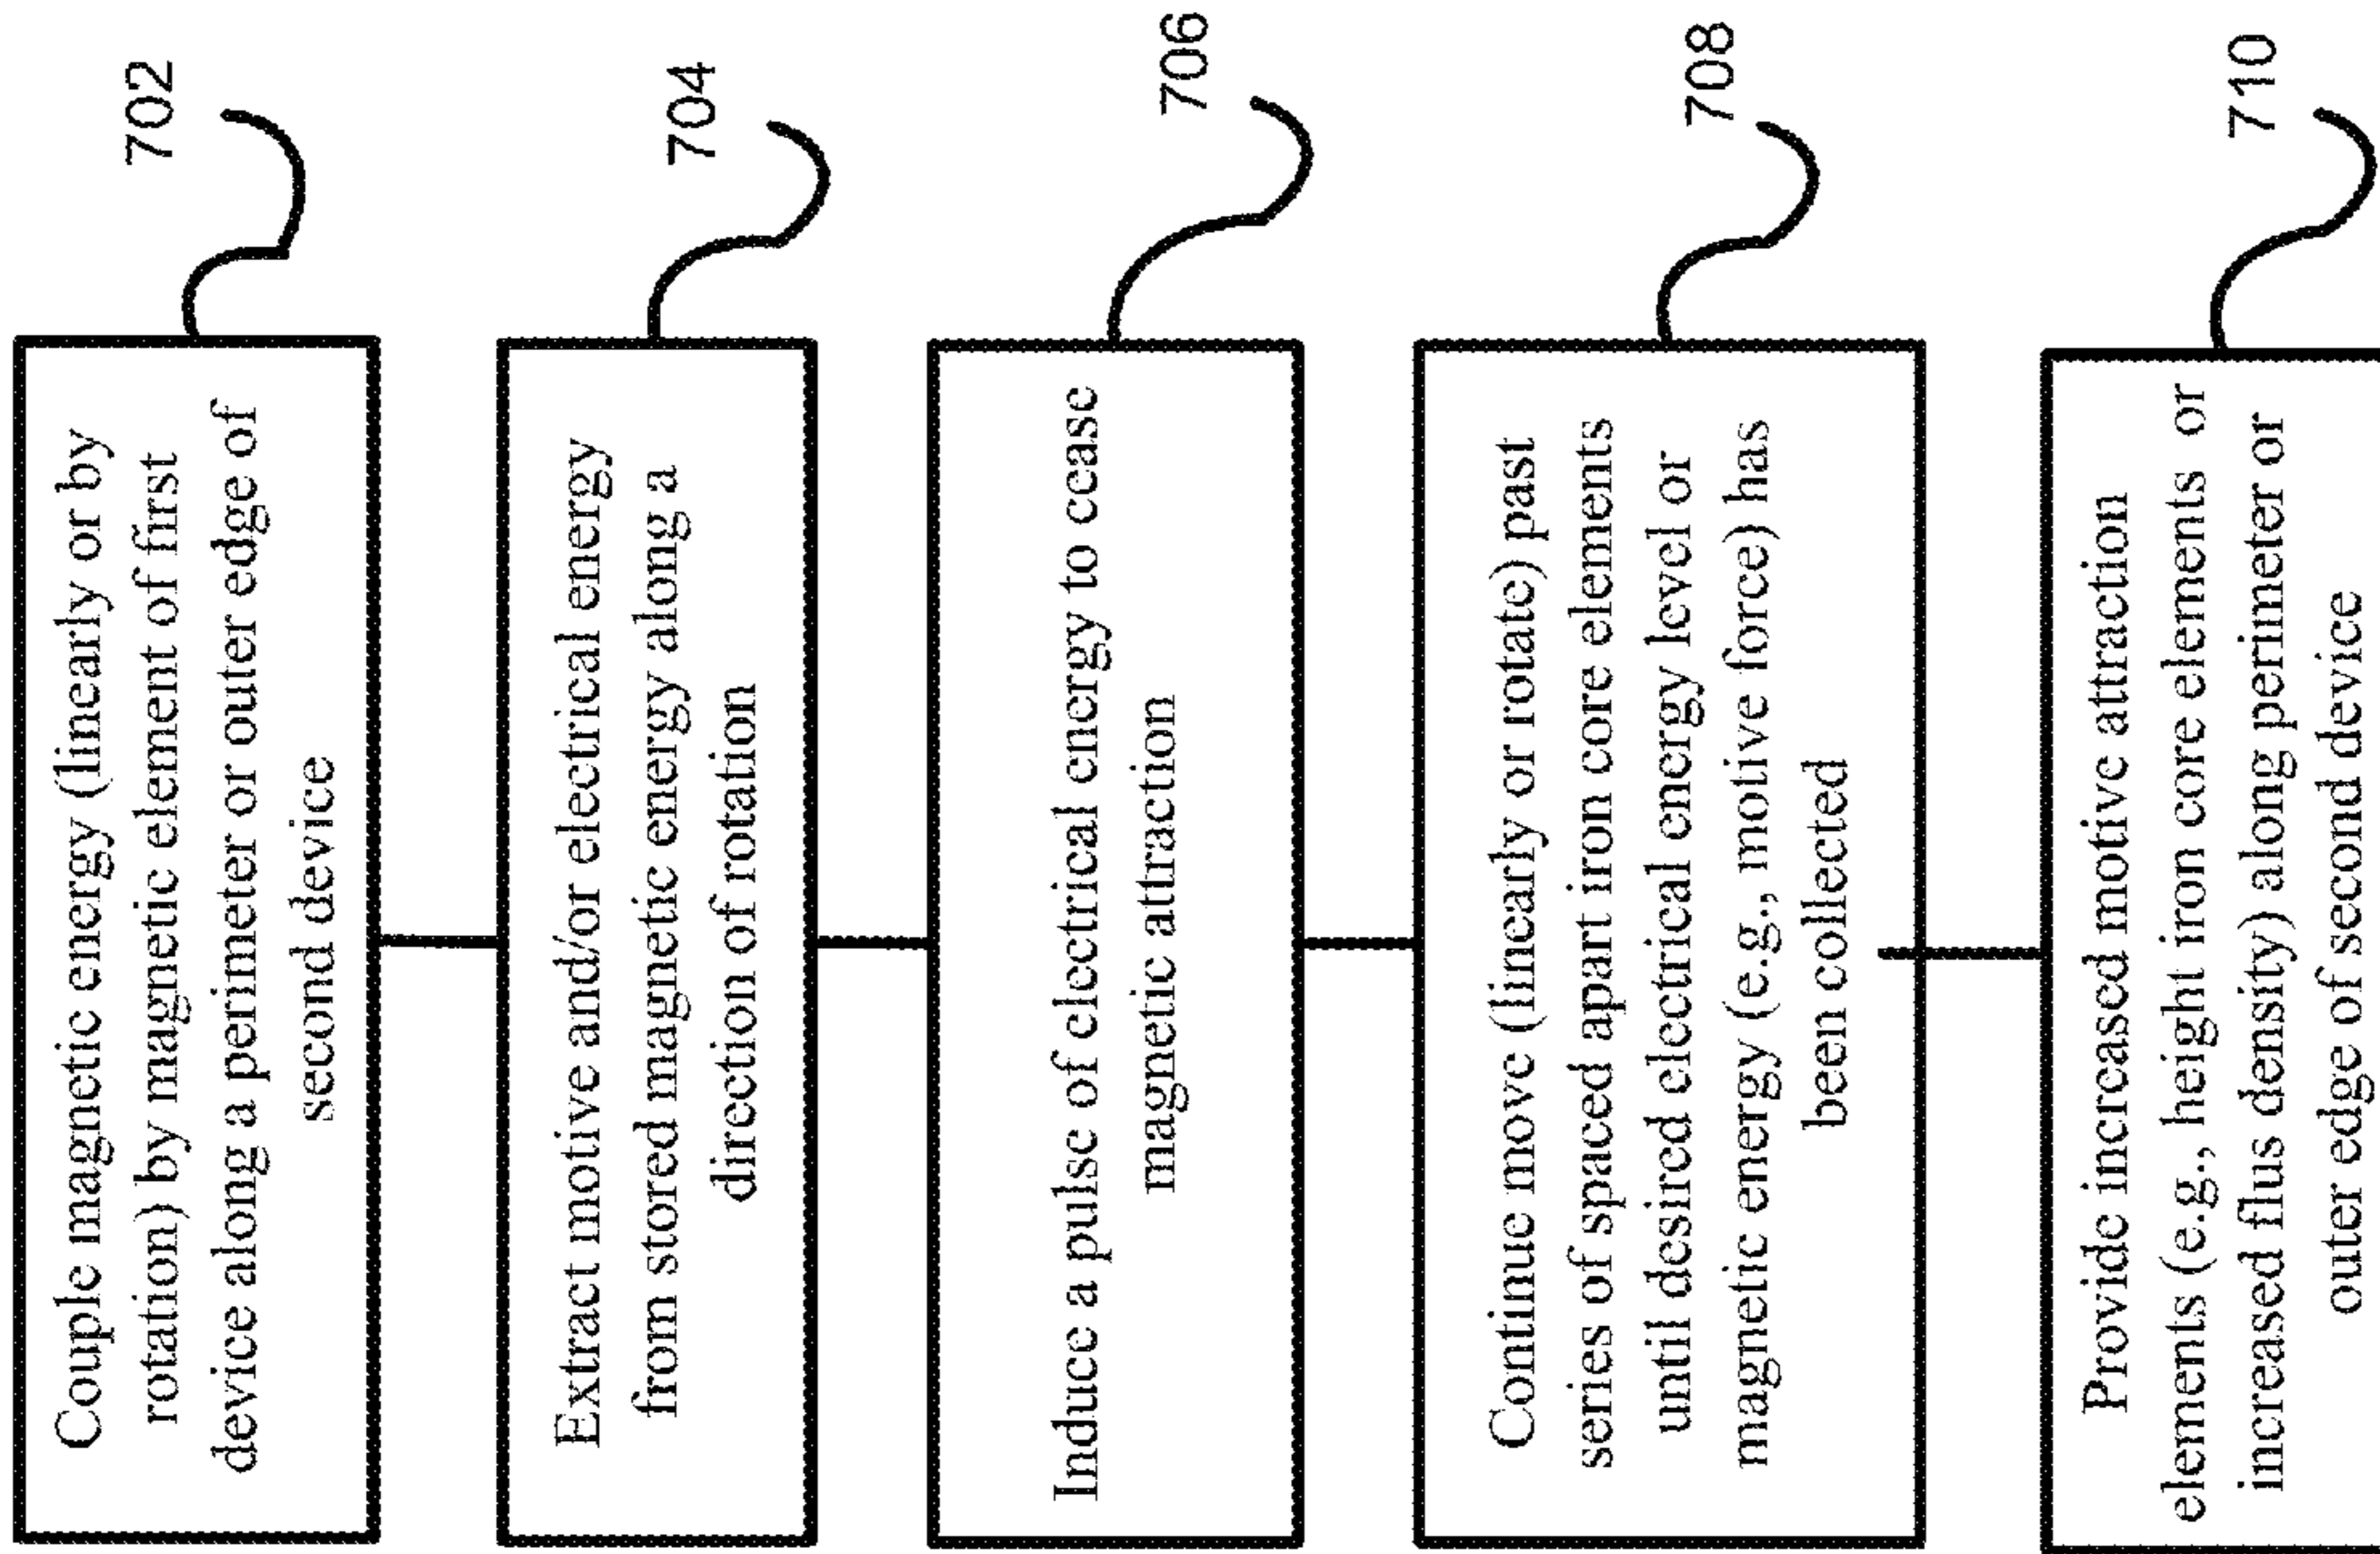 702
Couple magnetic energy (linearly or by
rotation) by magnetic element of first
device along a perimeter or outer edge of
second device
704
Extract motive and/or electrical energy
from stored magnetic energy along a
direction of rotation
706
Induce a pulse of electrical energy to cease
magnetic attraction
708
Continue move (linearly or rotate) past
series of spaced apart iron core elements
until desired electrical energy level or
magnetic energy (e.g., motive force) has
been collected
710
Provide increased motive attraction
elements (e.g., height iron core elements or
increased flus density) along perimeter or
outer edge of second device